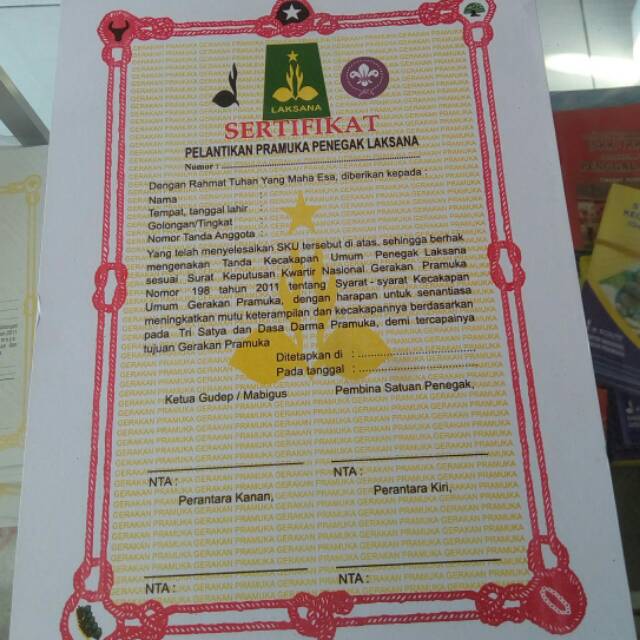 LAKSANA
SERTIFIKAT
PELANTIKAN PRAMUKA PENEGAK LAKSANA
Nomor : ........................................
Dengan Rahmat Tuhan Yang Maha Esa, diberikan kepada :
Nama :
Tempat, tanggal lahir :
Golongan/Tingkat :
Nomor Tanda Anggota :
Yang telah menyelesaikan SKU tersebut di atas, sehingga berhak
mengenakan Tanda Kecakapan Umum Penegak Laksana
sesuai Surat Keputusan Kwartir Nasional Gerakan Pramuka
Nomor 198 tahun 2011 tentang Syarat - syarat Kecakapan
Umum Gerakan Pramuka, dengan harapan untuk senantiasa
meningkatkan mutu keterampilan dan kecakapannya berdasarkan
pada Tri Satya dan Dasa Darma Pramuka, demi tercapainya
tujuan Gerakan Pramuka
Ditetapkan di : ..............................
Pada tanggal : ..............................
Ketua Gudep / Mabigus
Pembina Satuan Penegak,
NTA :
NTA :
Perantara Kanan,
Perantara Kiri,
NTA :
NTA :